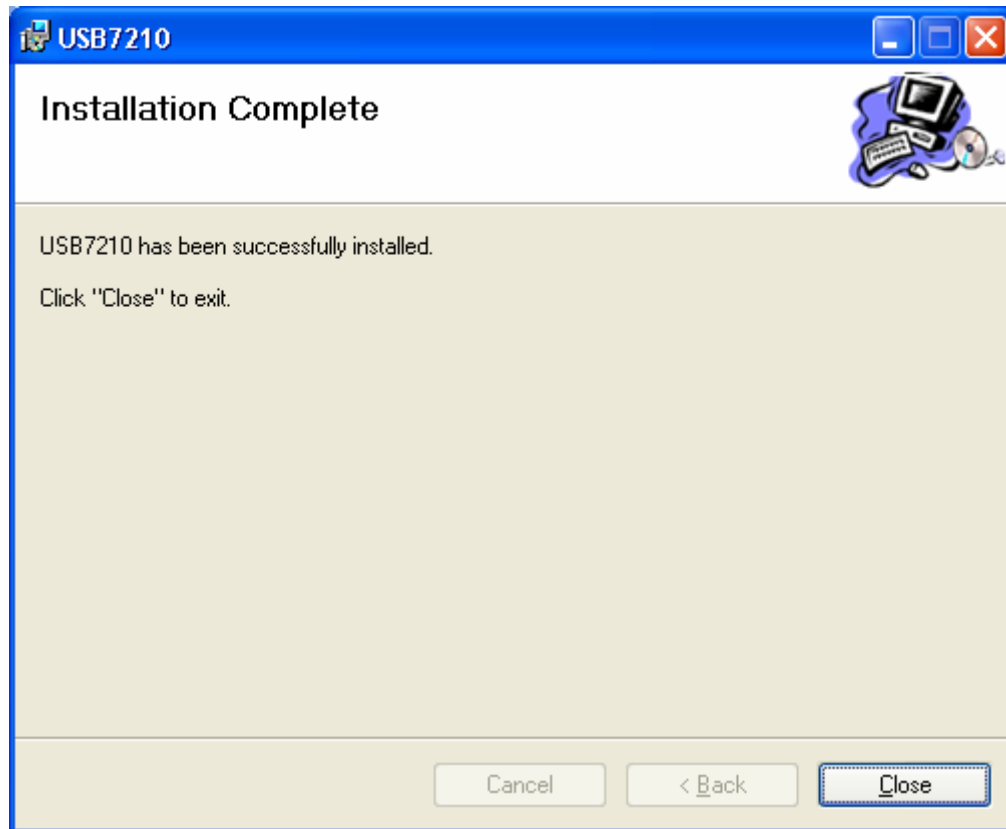 USB7210
Installation Complete
USB7210 has been successfully installed.
Click "Close" to exit.
Cancel
< Back
Close